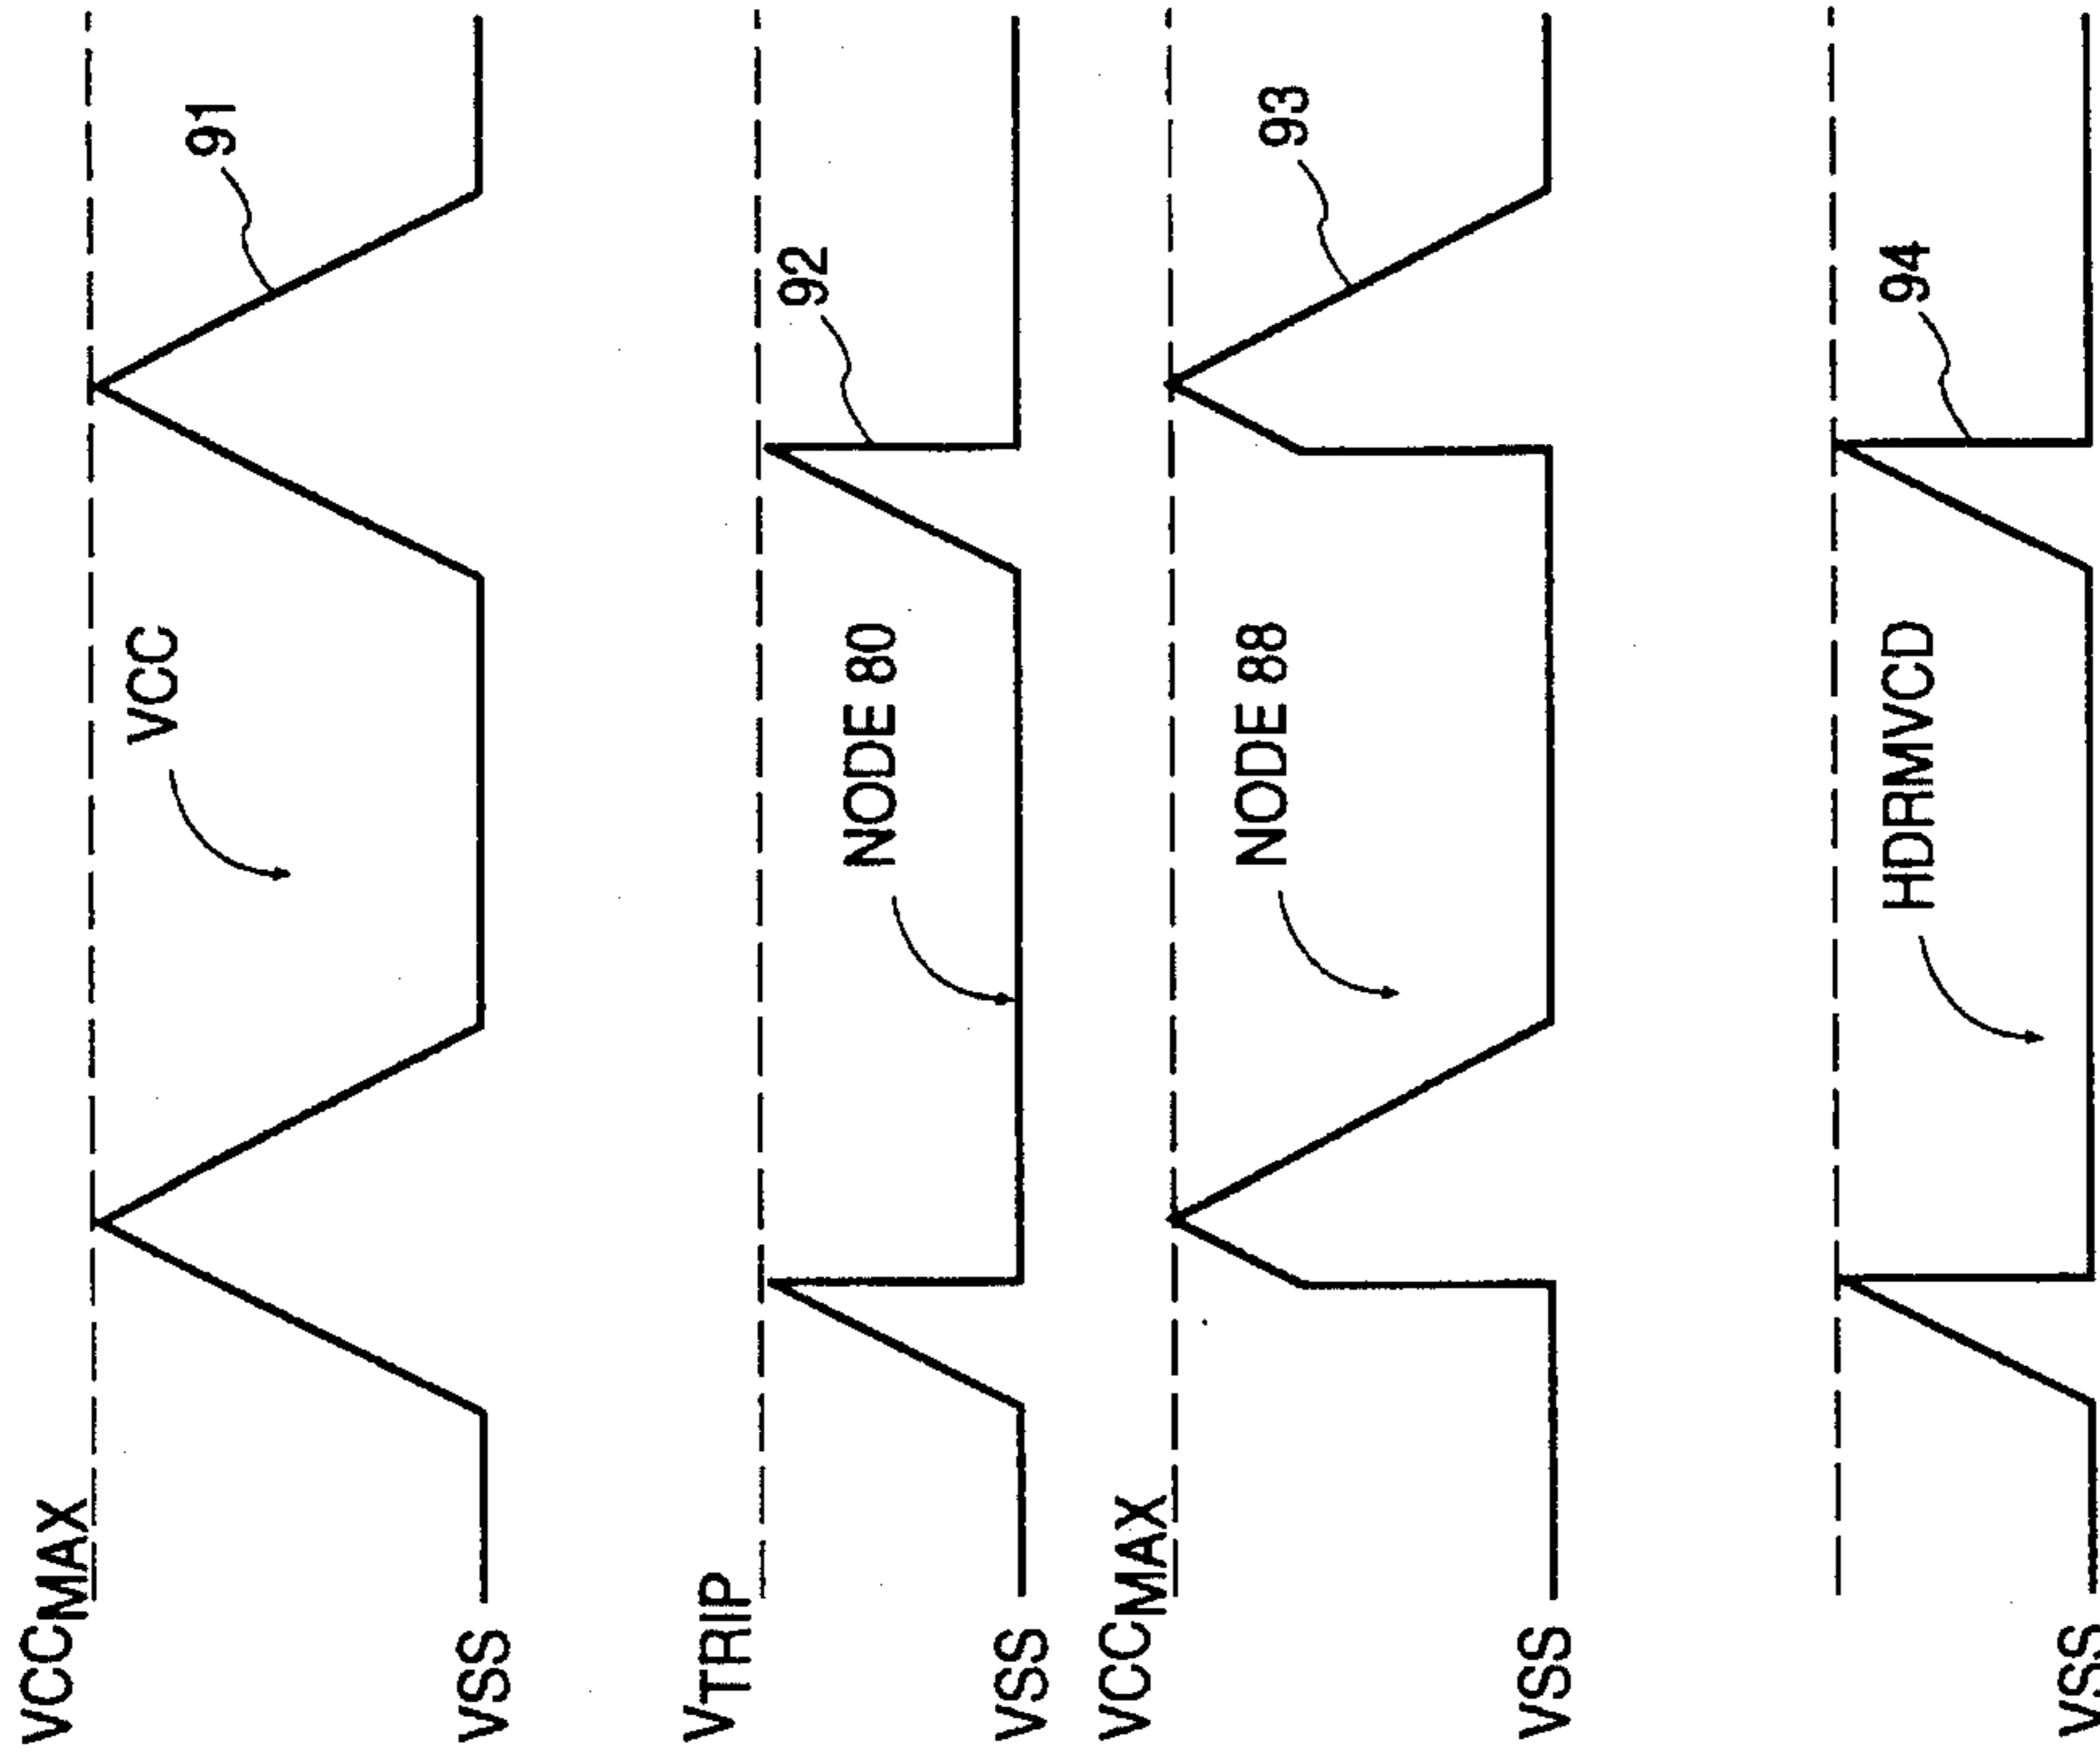 VCCMAX
VCC
91
VSS
VTRIP
92
NODE 80
VSS
VCCMAX
93
NODE 88
VSS
94
HDRMVCD
VSS